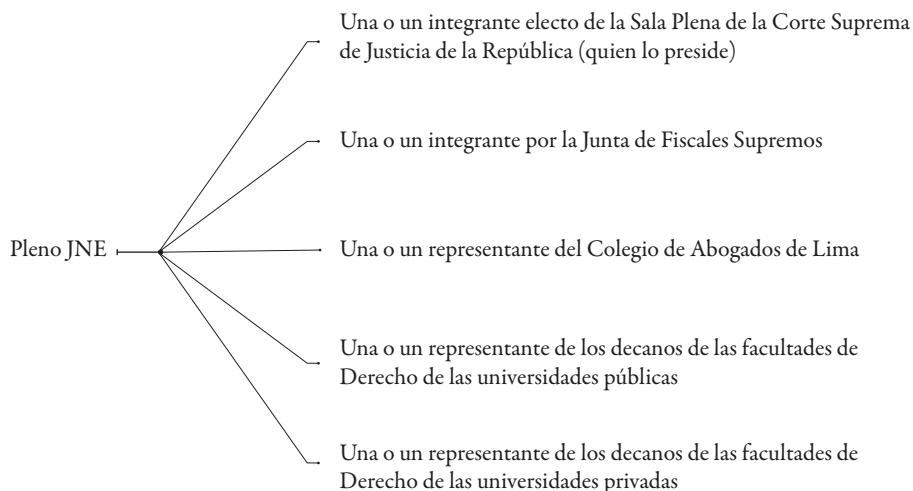 Una o un integrante electo de la Sala Plena de la Corte Suprema
de Justicia de la República (quien lo preside)
Una o un integrante por la Junta de Fiscales Supremos
Pleno JNE
Una o un representante del Colegio de Abogados de Lima
Una o un representante de los decanos de las facultades de
Derecho de las universidades públicas
Una o un representante de los decanos de las facultades de
Derecho de las universidades privadas